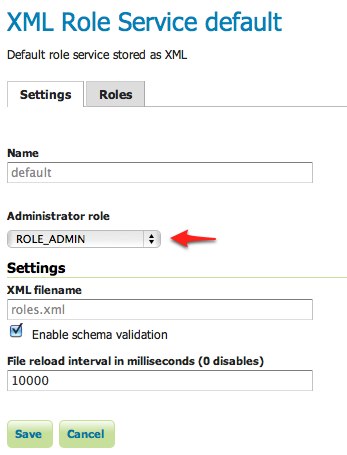 XML Role Service default
Default role service stored as XML
Settings
Roles
Name
default
Administrator role
ROLE_ADMIN
Settings
XML filename
roles.xml
Enable schema validation
File reload interval in milliseconds (0 disables)
10000
Save
Cancel